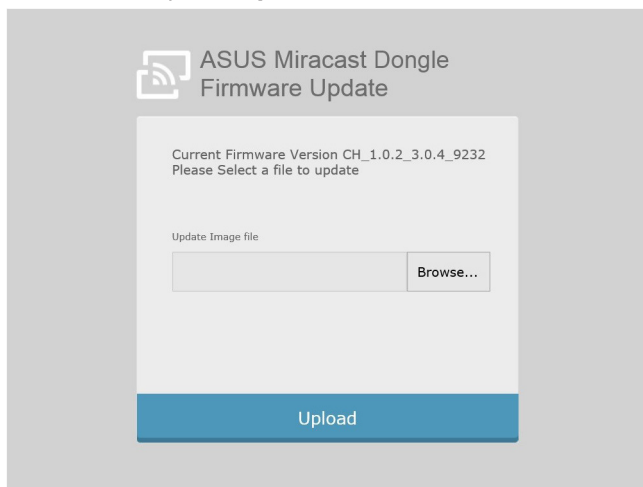 ASUS Miracast Dongle
Firmware Update
Current Firmware Version CH_1.0.2_3.0.4_9232
Please Select a file to update
Update Image file
Browse...
Upload